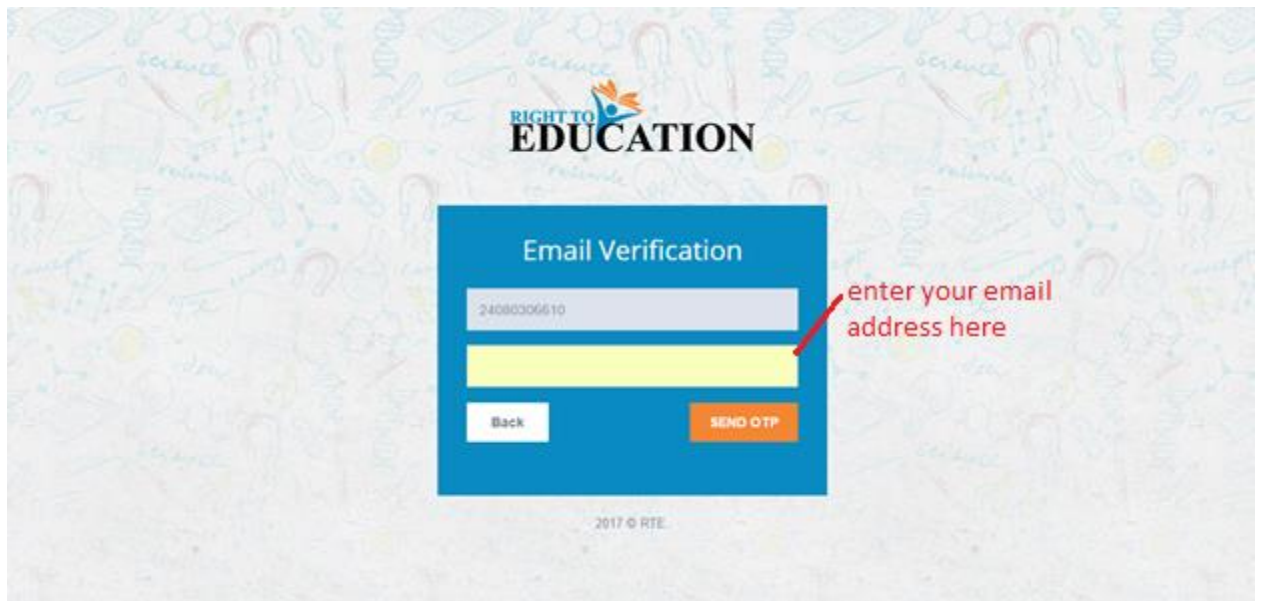 RIGHT TO
EDUCATION
Email Verification
24080306610
enter your email
address here
Back
SEND OTP
2017 © RTE.